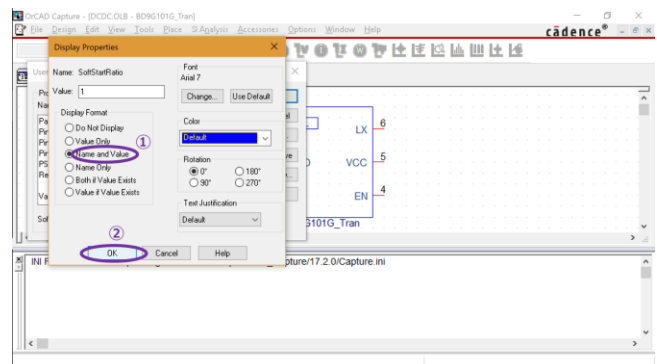 OrCAD Capture - [DCDC.OLB - BD9G101G_Tran]
File Design Edit View Tools Place SI Analysis Accessories Options Window Help
cādence®
Display Properties
User
Name: SoftStartRatio
Font
Arial 7
Value: 1
Change...
Use Default
Display Format
Do Not Display
Value Only
①
Name and Value
Name Only
Both if Value Exists
Value if Value Exists
Color
Default
Rotation
0°
180°
90°
270°
Text Justification
Default
②
OK
Cancel
Help
LX
6
VCC
5
EN
4
G101G_Tran
INI F
pture/17.2.0/Capture.ini